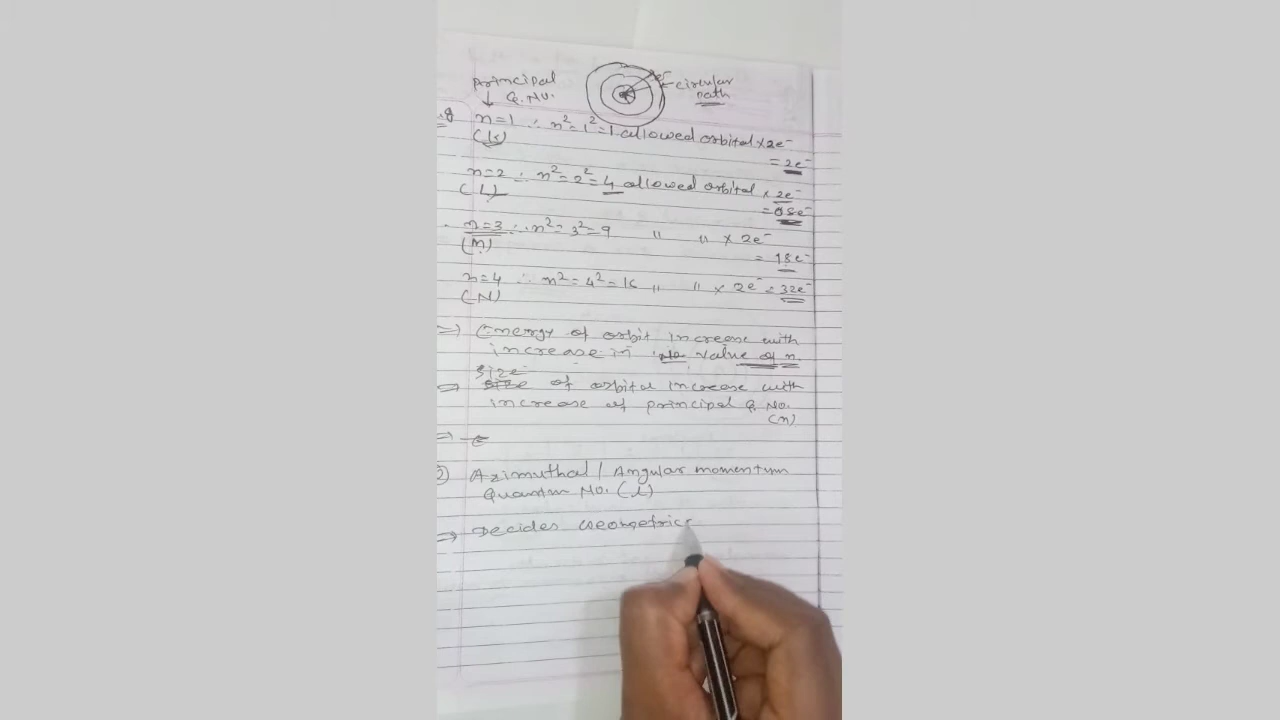 Principal
Q. No.
e-
circular
path
e.g n=1 ∴ n²=1²=1 allowed orbital ×2e-
(K)
= 2e-
n=2 ∴ n²=2²=4 allowed orbital × 2e-
(L)
=08e-
n=3 ∴ n²=3²=9 " " × 2e-
(M)
= 18e-
n=4 ∴ n²=4²=16 " " × 2e- = 32e-
(N)
⇒ Energy of orbit increase with
increase in value of n.
size
⇒ of orbital increase with
increase of principal Q. No.
(n)
⇒
2) Azimuthal / Angular momentum
Quantum No. (l)
⇒ Decides Geometric